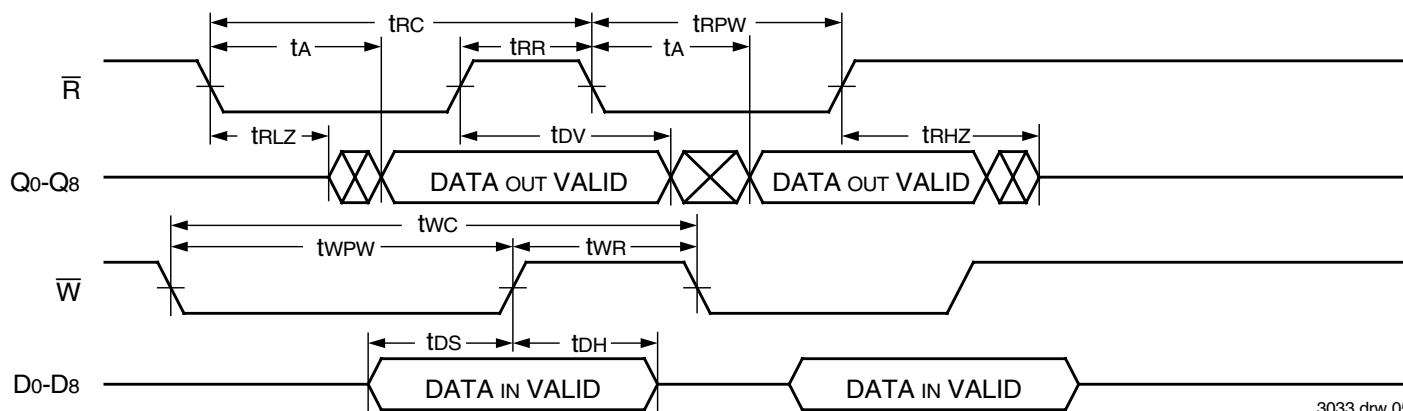 tRC tRPW
tA tRR tA
R̅
tRLZ tDV tRHZ
Q0-Q8 DATA OUT VALID DATA OUT VALID
tWC
tWPW tWR
W̅
tDS tDH
D0-D8 DATA IN VALID DATA IN VALID